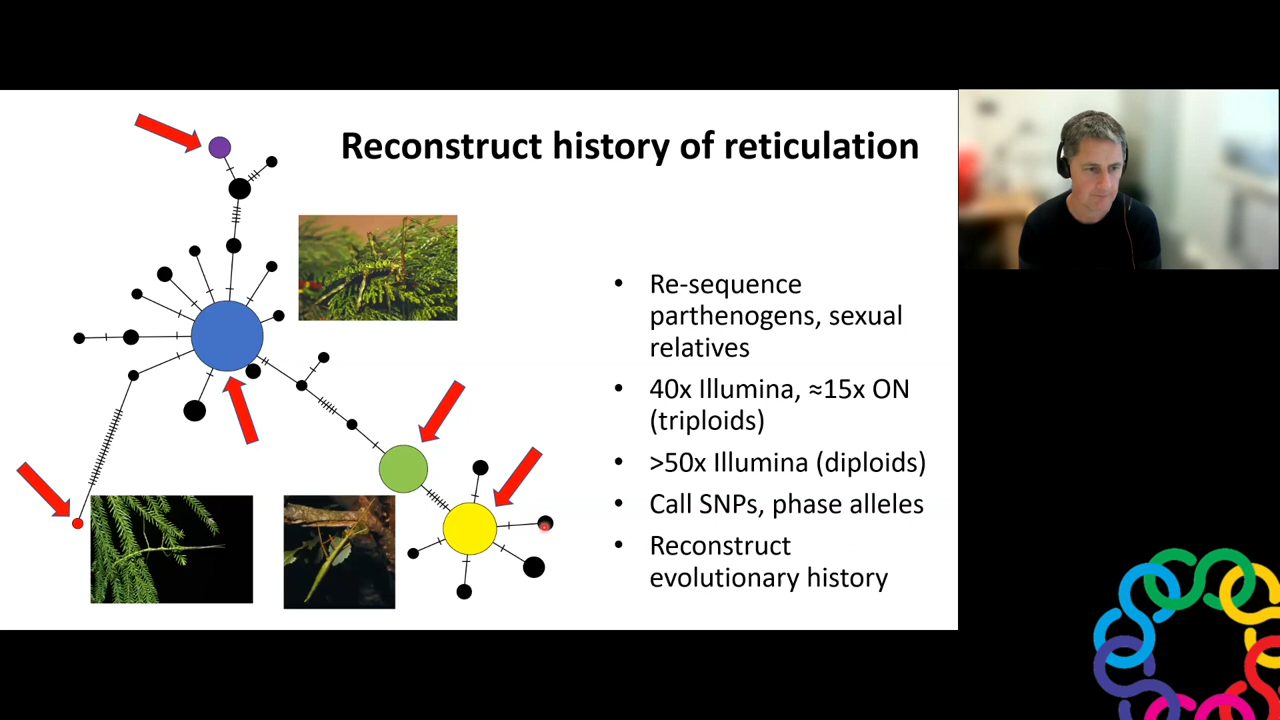 Reconstruct history of reticulation
• Re-sequence
parthenogens, sexual
relatives
• 40x Illumina, ≈15x ON
(triploids)
• >50x Illumina (diploids)
• Call SNPs, phase alleles
• Reconstruct
evolutionary history